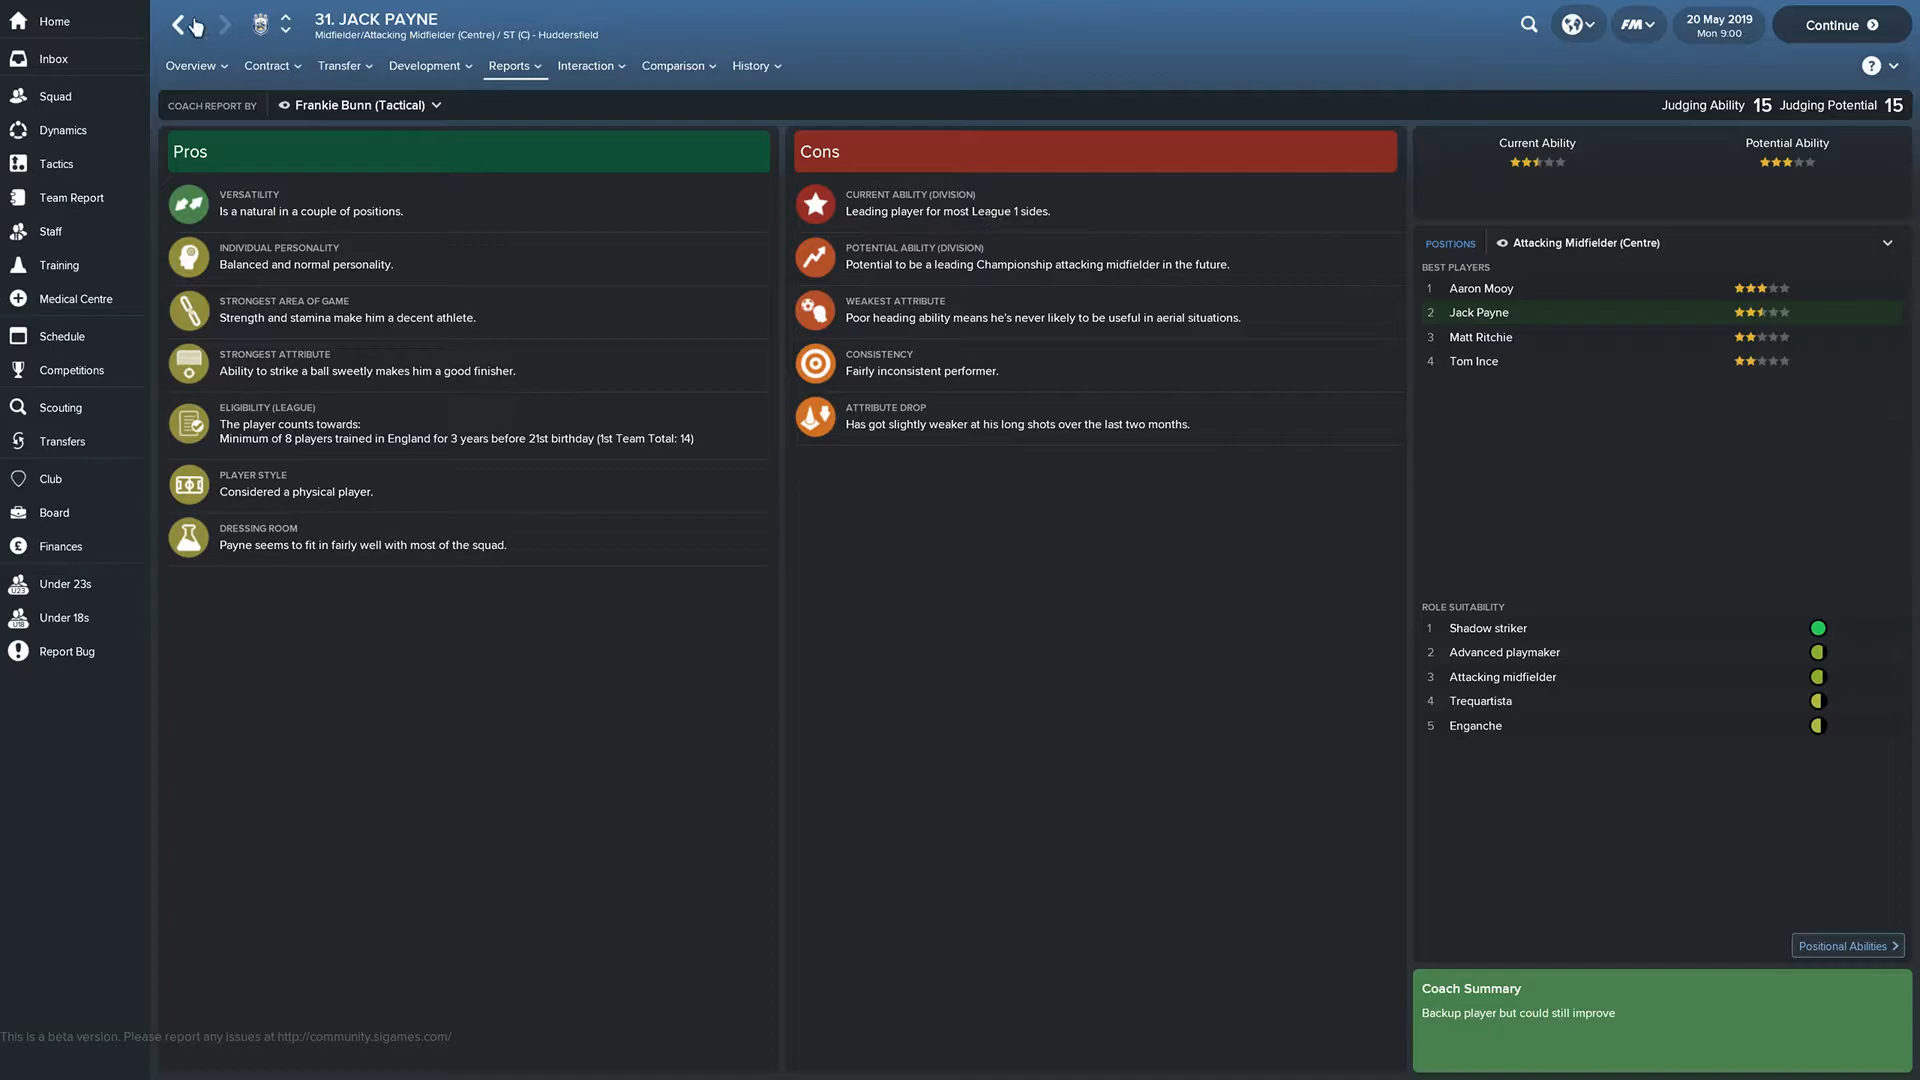 Home
Inbox
Squad
Dynamics
Tactics
Team Report
Staff
Training
Medical Centre
Schedule
Competitions
Scouting
Transfers
Club
Board
Finances
U23
Under 23s
U18
Under 18s
Report Bug
31. JACK PAYNE
Midfielder/Attacking Midfielder (Centre) / ST (C) - Huddersfield
FM
20 May 2019
Mon 9:00
Continue
Overview
Contract
Transfer
Development
Reports
Interaction
Comparison
History
?
COACH REPORT BY
Frankie Bunn (Tactical)
Judging Ability 15 Judging Potential 15
Pros
VERSATILITY
Is a natural in a couple of positions.
INDIVIDUAL PERSONALITY
Balanced and normal personality.
STRONGEST AREA OF GAME
Strength and stamina make him a decent athlete.
STRONGEST ATTRIBUTE
Ability to strike a ball sweetly makes him a good finisher.
ELIGIBILITY (LEAGUE)
The player counts towards:
Minimum of 8 players trained in England for 3 years before 21st birthday (1st Team Total: 14)
PLAYER STYLE
Considered a physical player.
DRESSING ROOM
Payne seems to fit in fairly well with most of the squad.
Cons
CURRENT ABILITY (DIVISION)
Leading player for most League 1 sides.
POTENTIAL ABILITY (DIVISION)
Potential to be a leading Championship attacking midfielder in the future.
WEAKEST ATTRIBUTE
Poor heading ability means he's never likely to be useful in aerial situations.
CONSISTENCY
Fairly inconsistent performer.
ATTRIBUTE DROP
Has got slightly weaker at his long shots over the last two months.
Current Ability
Potential Ability
POSITIONS
Attacking Midfielder (Centre)
BEST PLAYERS
1 Aaron Mooy
2 Jack Payne
3 Matt Ritchie
4 Tom Ince
ROLE SUITABILITY
1 Shadow striker
2 Advanced playmaker
3 Attacking midfielder
4 Trequartista
5 Enganche
Positional Abilities
Coach Summary
Backup player but could still improve
This is a beta version. Please report any issues at http://community.sigames.com/